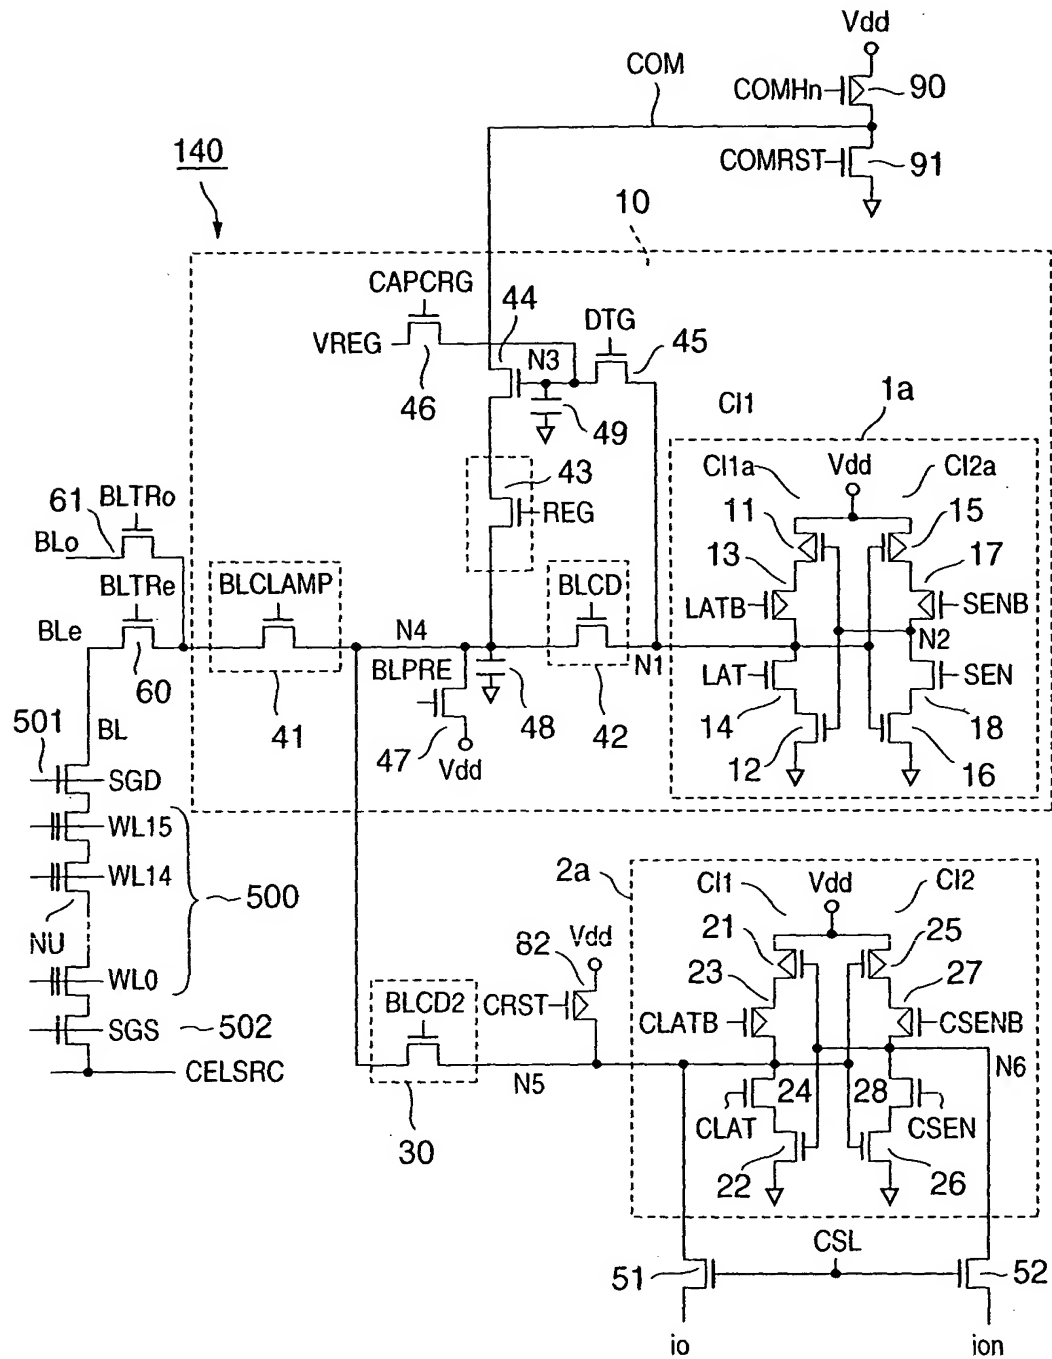 Vdd
COM
COMHn
90
140
COMRST
91
10
CAPCRG
44
DTG
VREG
N3
45
46
49
CI1
1a
43
CI1a
Vdd
CI2a
REG
11
15
61
BLTRo
13
17
BLo
BLTRe
BLCLAMP
BLCD
LATB
SENB
BLe
N4
N1
N2
BLPRE
LAT
SEN
60
41
48
42
14
18
BL
47
Vdd
12
16
501
SGD
WL15
WL14
500
2a
CI1
Vdd
CI2
NU
82
Vdd
21
25
WL0
23
27
SGS
502
BLCD2
CRST
CLATB
CSENB
CELSRC
N5
24
28
N6
30
CLAT
CSEN
22
26
CSL
51
52
io
ion